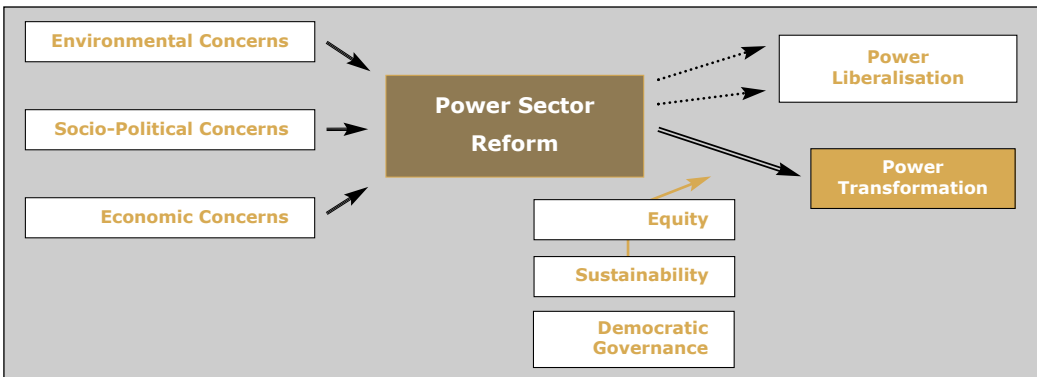 Environmental Concerns
Socio-Political Concerns
Economic Concerns
Power Sector
Reform
Power
Liberalisation
Power
Transformation
Equity
Sustainability
Democratic
Governance